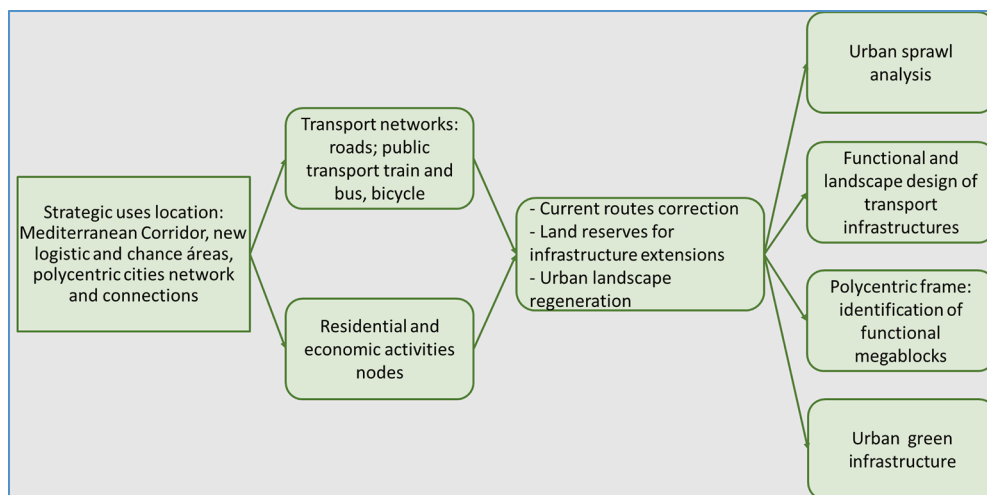 Strategic uses location:
Mediterranean Corridor, new
logistic and chance áreas,
polycentric cities network
and connections
Transport networks:
roads; public
transport train and
bus, bicycle
Residential and
economic activities
nodes
- Current routes correction
- Land reserves for
infrastructure extensions
- Urban landscape
regeneration
Urban sprawl
analysis
Functional and
landscape design of
transport
infrastructures
Polycentric frame:
identification of
functional
megablocks
Urban green
infrastructure